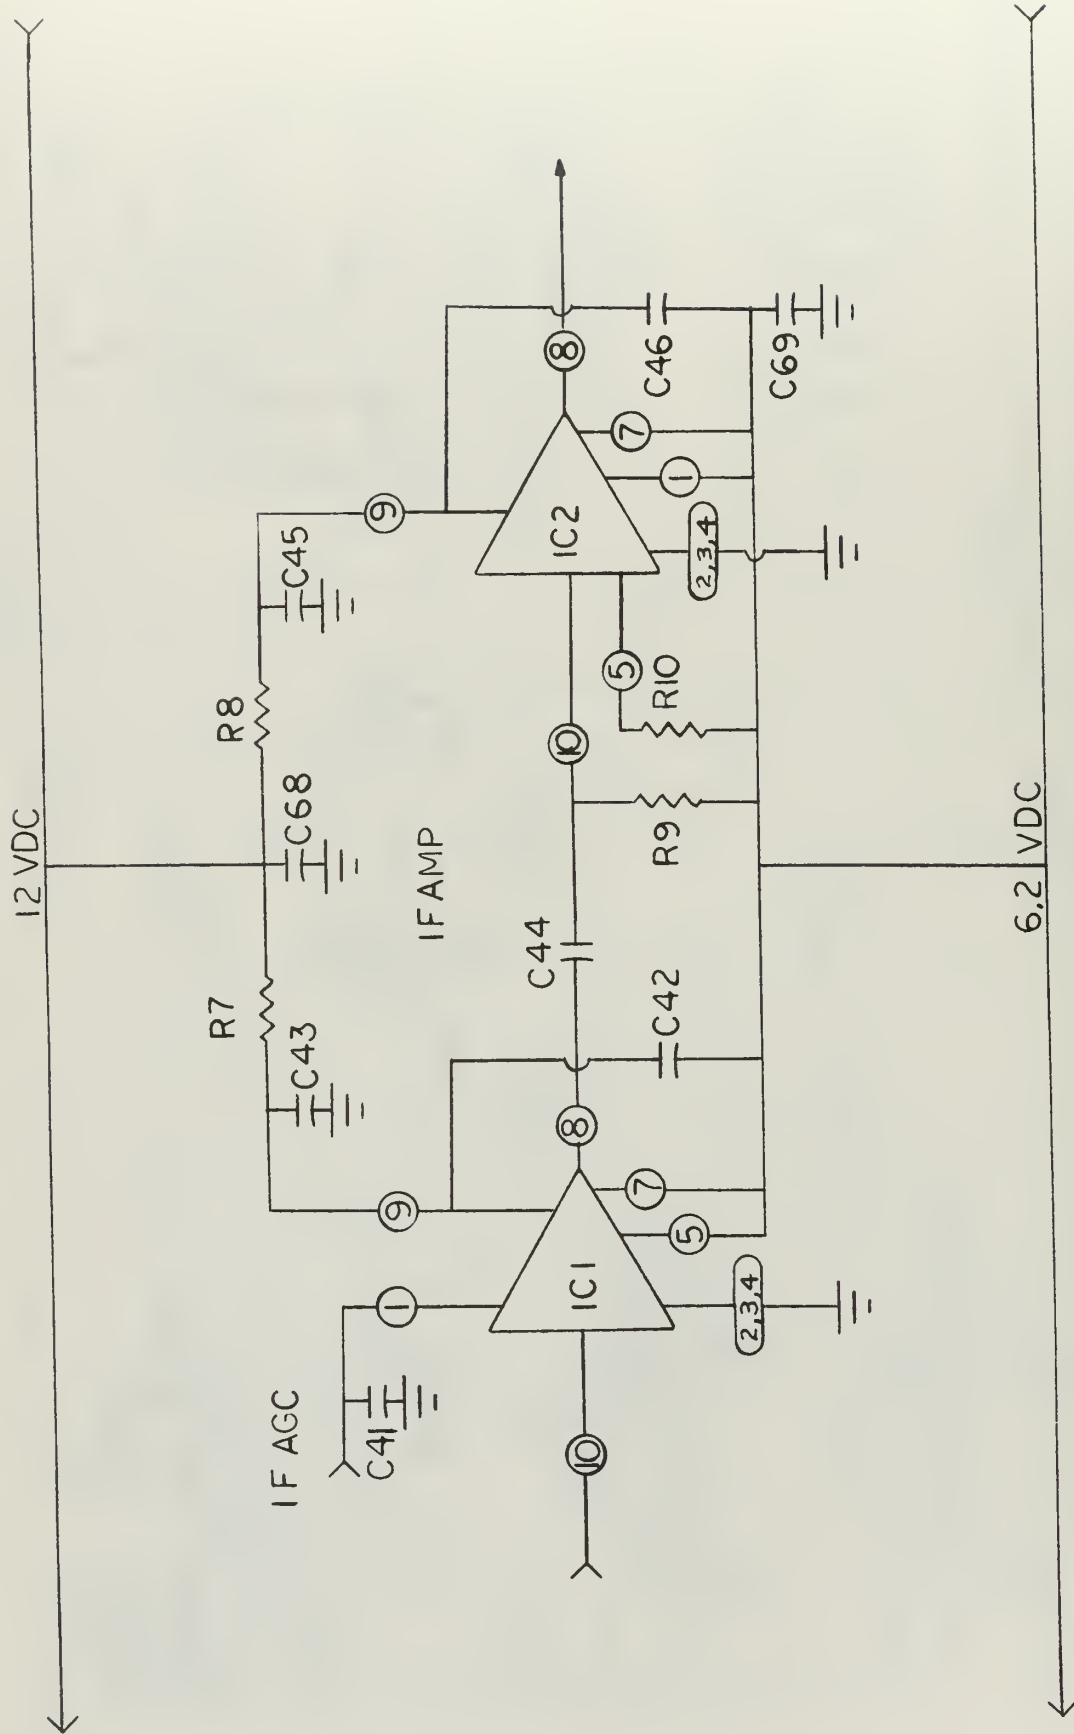 12 VDC
R7
R8
C43
C68
C45
IF AGC
C41
1
9
9
IF AMP
10
IC1
8
C44
10
IC2
8
5
7
C42
R9
R10
5
1
7
C46
2,3,4
2,3,4
C69
6.2 VDC